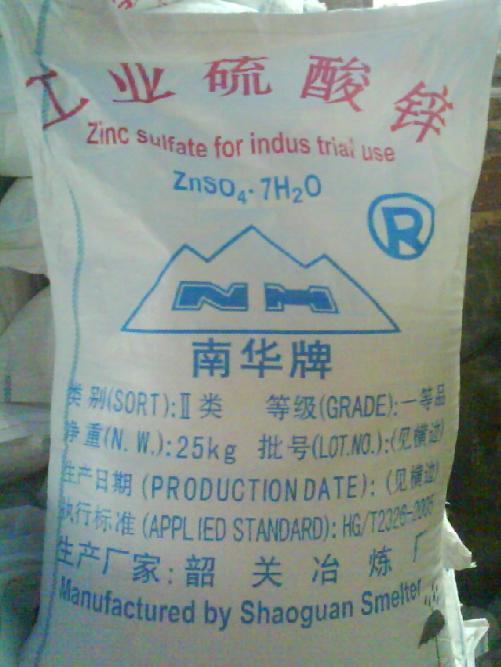 工业硫酸锌
Zinc sulfate for indus trial use
ZnSO₄·7H₂O
®
NH
南华牌
类别(SORT):Ⅱ类 等级(GRADE):一等品
净重(N.W.):25kg 批号(LOT.NO.):(见横边)
生产日期(PRODUCTION DATE):(见横边)
执行标准(APPLIED STANDARD):HG/T2326-2005
生产厂家:韶关冶炼厂
Manufactured by Shaoguan Smelter